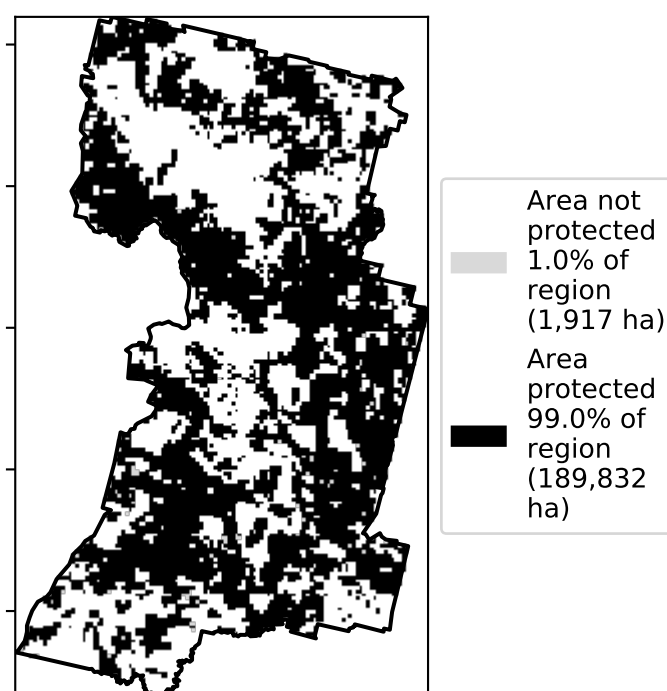 Area not
protected
1.0% of
region
(1,917 ha)
Area
protected
99.0% of
region
(189,832
ha)